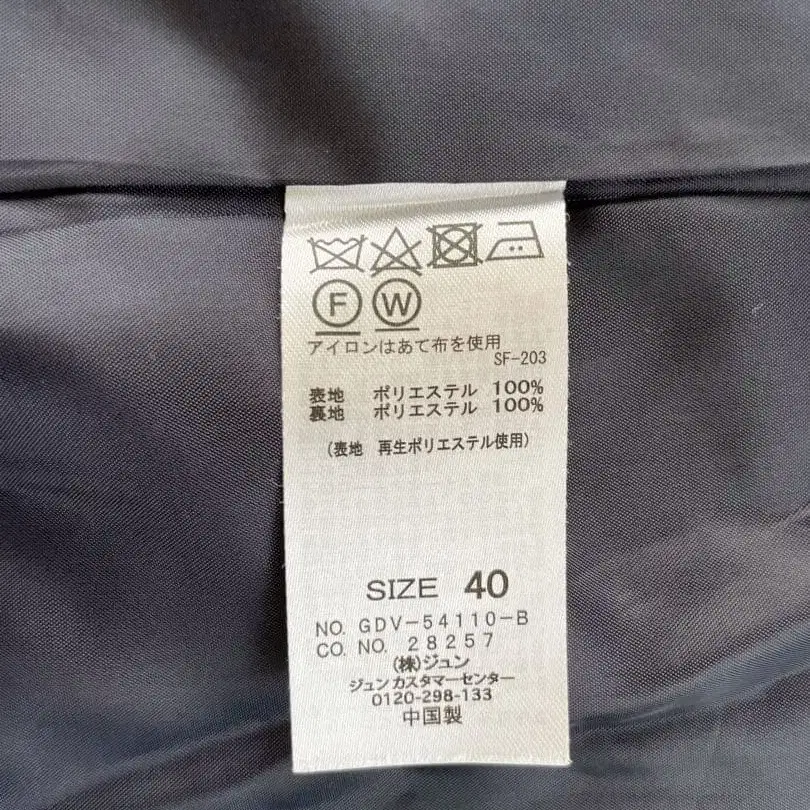 F W
アイロンはあて布を使用
SF-203
表地 ポリエステル 100%
裏地 ポリエステル 100%
(表地 再生ポリエステル使用)
SIZE 40
NO. GDV-54110-B
CO. NO. 28257
(株)ジュン
ジュンカスタマーセンター
0120-298-133
中国製